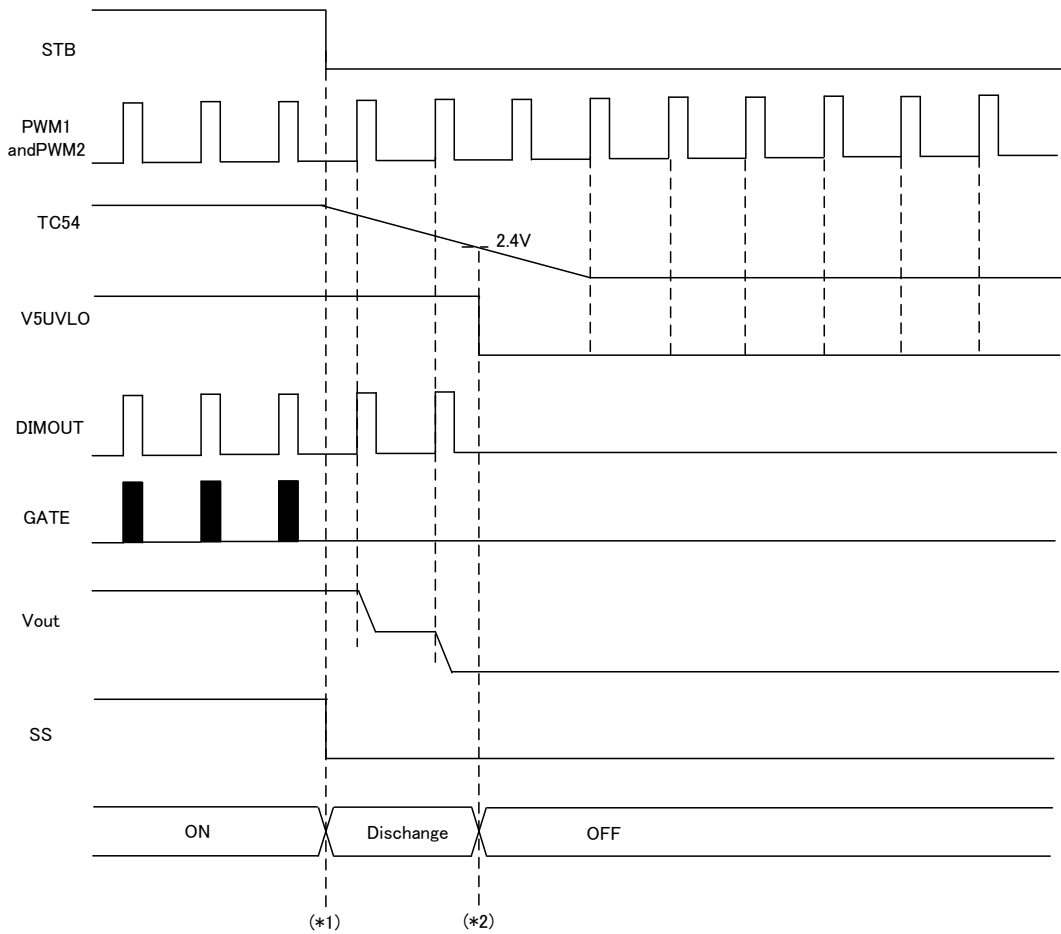 STB
PWM1
andPWM2
TC54
2.4V
V5UVLO
DIMOUT
GATE
Vout
SS
ON Dischange OFF
(*1) (*2)